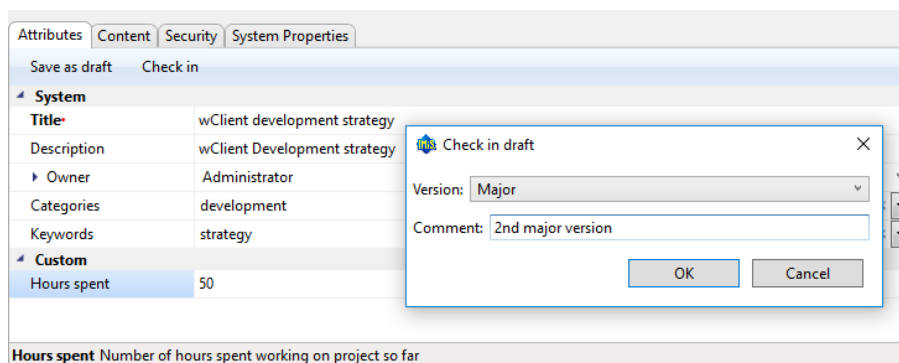 Attributes Content Security System Properties
Save as draft Check in
System
Title•
wClient development strategy
Description
wClient Development strategy
Owner
Administrator
Categories
development
Keywords
strategy
Custom
Hours spent
50
Hours spent Number of hours spent working on project so far
IMiS Check in draft
Version: Major
Comment: 2nd major version
OK Cancel